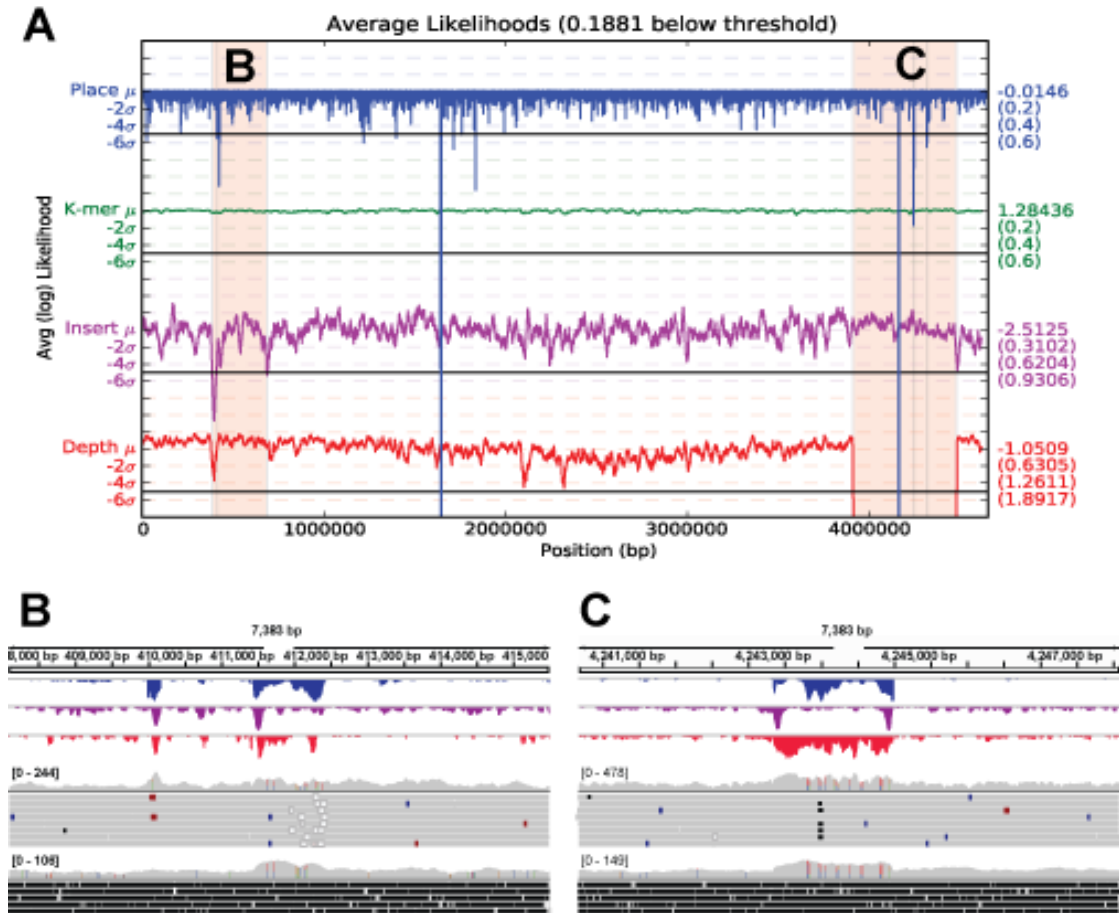 A
Average Likelihoods (0.1881 below threshold)
B
C
Place μ
-2σ
-4σ
-6σ
-0.0146
(0.2)
(0.4)
(0.6)
K-mer μ
-2σ
-4σ
-6σ
1.28436
(0.2)
(0.4)
(0.6)
Avg (log) Likelihood
Insert μ
-2σ
-4σ
-6σ
-2.5125
(0.3102)
(0.6204)
(0.9306)
Depth μ
-2σ
-4σ
-6σ
-1.0509
(0.6305)
(1.2611)
(1.8917)
0 1000000 2000000 3000000 4000000
Position (bp)
B
7,383 bp
8,000 bp 409,000 bp 410,000 bp 411,000 bp 412,000 bp 413,000 bp 414,000 bp 415,000
[0 - 244]
[0 - 106]
C
7,383 bp
4,241,000 bp 4,243,000 bp 4,245,000 bp 4,247,000 bp
[0 - 478]
[0 - 149]